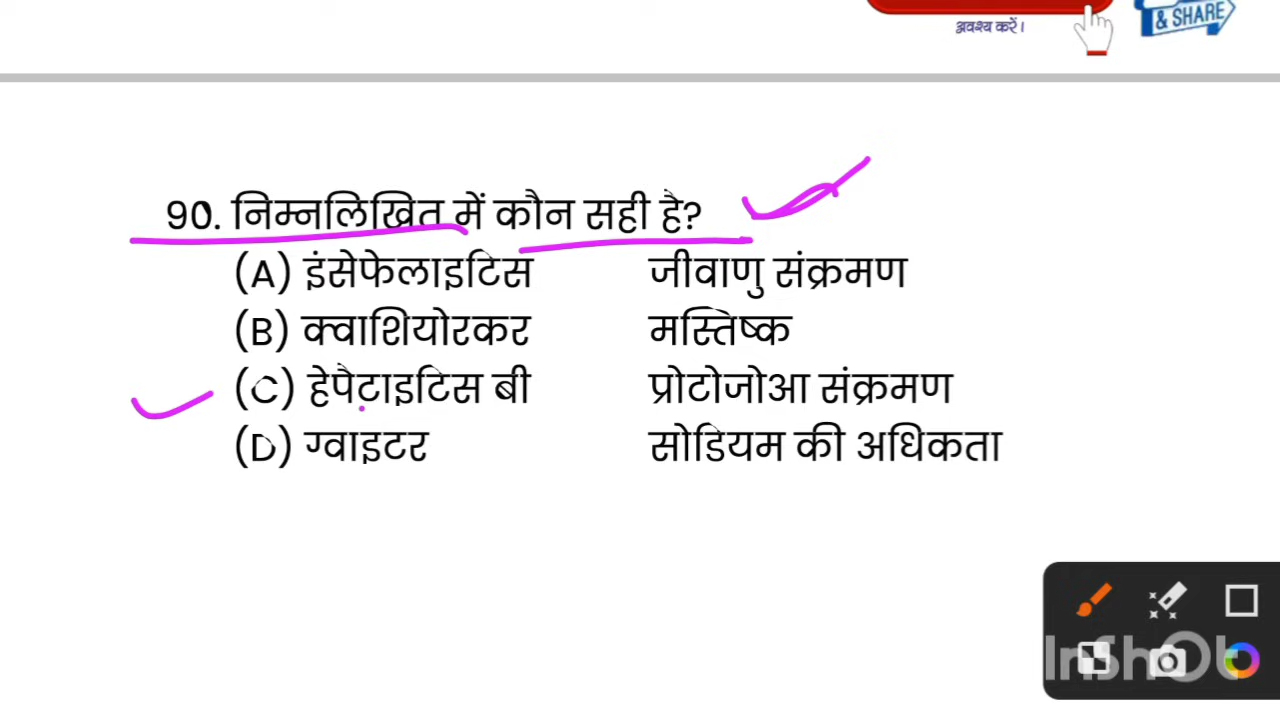 अवश्य करें।
& SHARE
90. निम्नलिखित में कौन सही है?
(A) इंसेफेलाइटिस जीवाणु संक्रमण
(B) क्वाशियोरकर मस्तिष्क
(C) हेपैटाइटिस बी प्रोटोजोआ संक्रमण
(D) ग्वाइटर सोडियम की अधिकता
InShOt